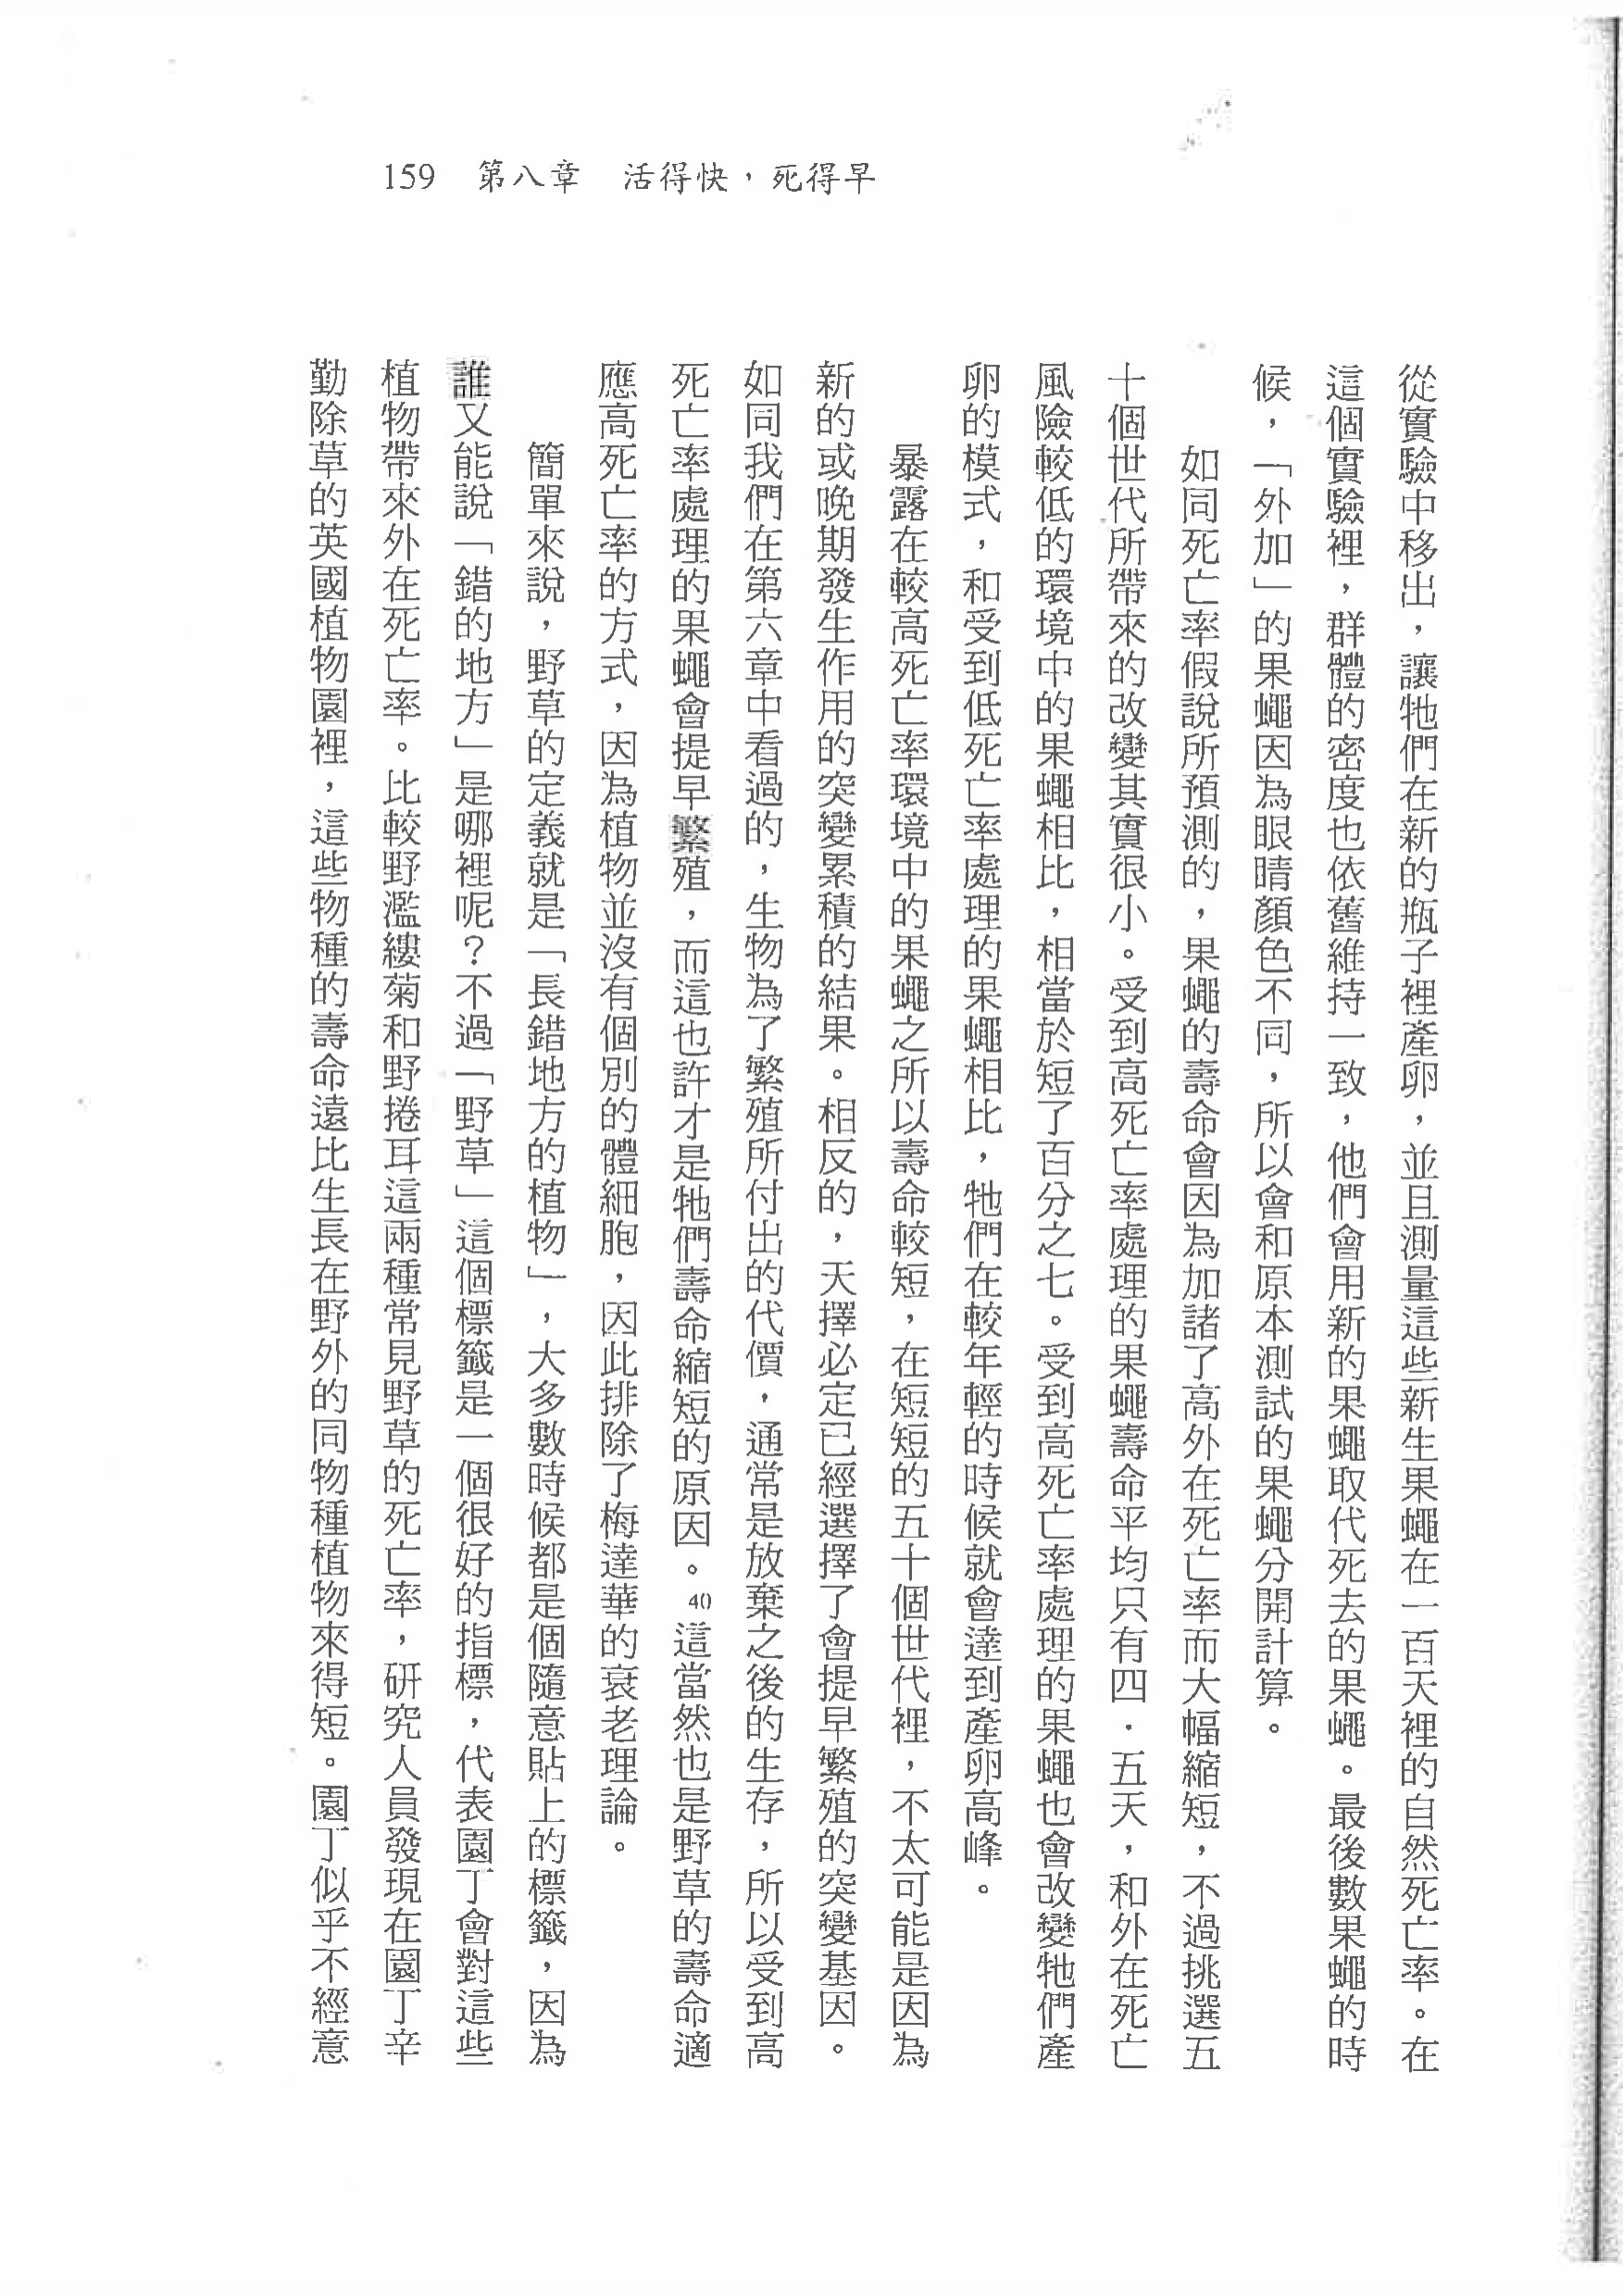 159　第八章　活得快，死得早
從實驗中移出，讓牠們在新的瓶子裡產卵，並且測量這些新生果蠅在一百天裡的自然死亡率。在
這個實驗裡，群體的密度也依舊維持一致，他們會用新的果蠅取代死去的果蠅。最後數果蠅的時
候，「外加」的果蠅因為眼睛顏色不同，所以會和原本測試的果蠅分開計算。
如同死亡率假說所預測的，果蠅的壽命會因為加諸了高外在死亡率而大幅縮短，不過挑選五
十個世代所帶來的改變其實很小。受到高死亡率處理的果蠅壽命平均只有四．五天，和外在死亡
風險較低的環境中的果蠅相比，相當於短了百分之七。受到高死亡率處理的果蠅也會改變牠們產
卵的模式，和受到低死亡率處理的果蠅相比，牠們在較年輕的時候就會達到產卵高峰。
暴露在較高死亡率環境中的果蠅之所以壽命較短，在短短的五十個世代裡，不太可能是因為
新的或晚期發生作用的突變累積的結果。相反的，天擇必定已經選擇了會提早繁殖的突變基因。
如同我們在第六章中看過的，生物為了繁殖所付出的代價，通常是放棄之後的生存，所以受到高
死亡率處理的果蠅會提早繁殖，而這也許才是牠們壽命縮短的原因。40這當然也是野草的壽命適
應高死亡率的方式，因為植物並沒有個別的體細胞，因此排除了梅達華的衰老理論。
簡單來說，野草的定義就是「長錯地方的植物」，大多數時候都是個隨意貼上的標籤，因為
誰又能說「錯的地方」是哪裡呢？不過「野草」這個標籤是一個很好的指標，代表園丁會對這些
植物帶來外在死亡率。比較野濫縷菊和野捲耳這兩種常見野草的死亡率，研究人員發現在園丁辛
勤除草的英國植物園裡，這些物種的壽命遠比生長在野外的同物種植物來得短。園丁似乎不經意